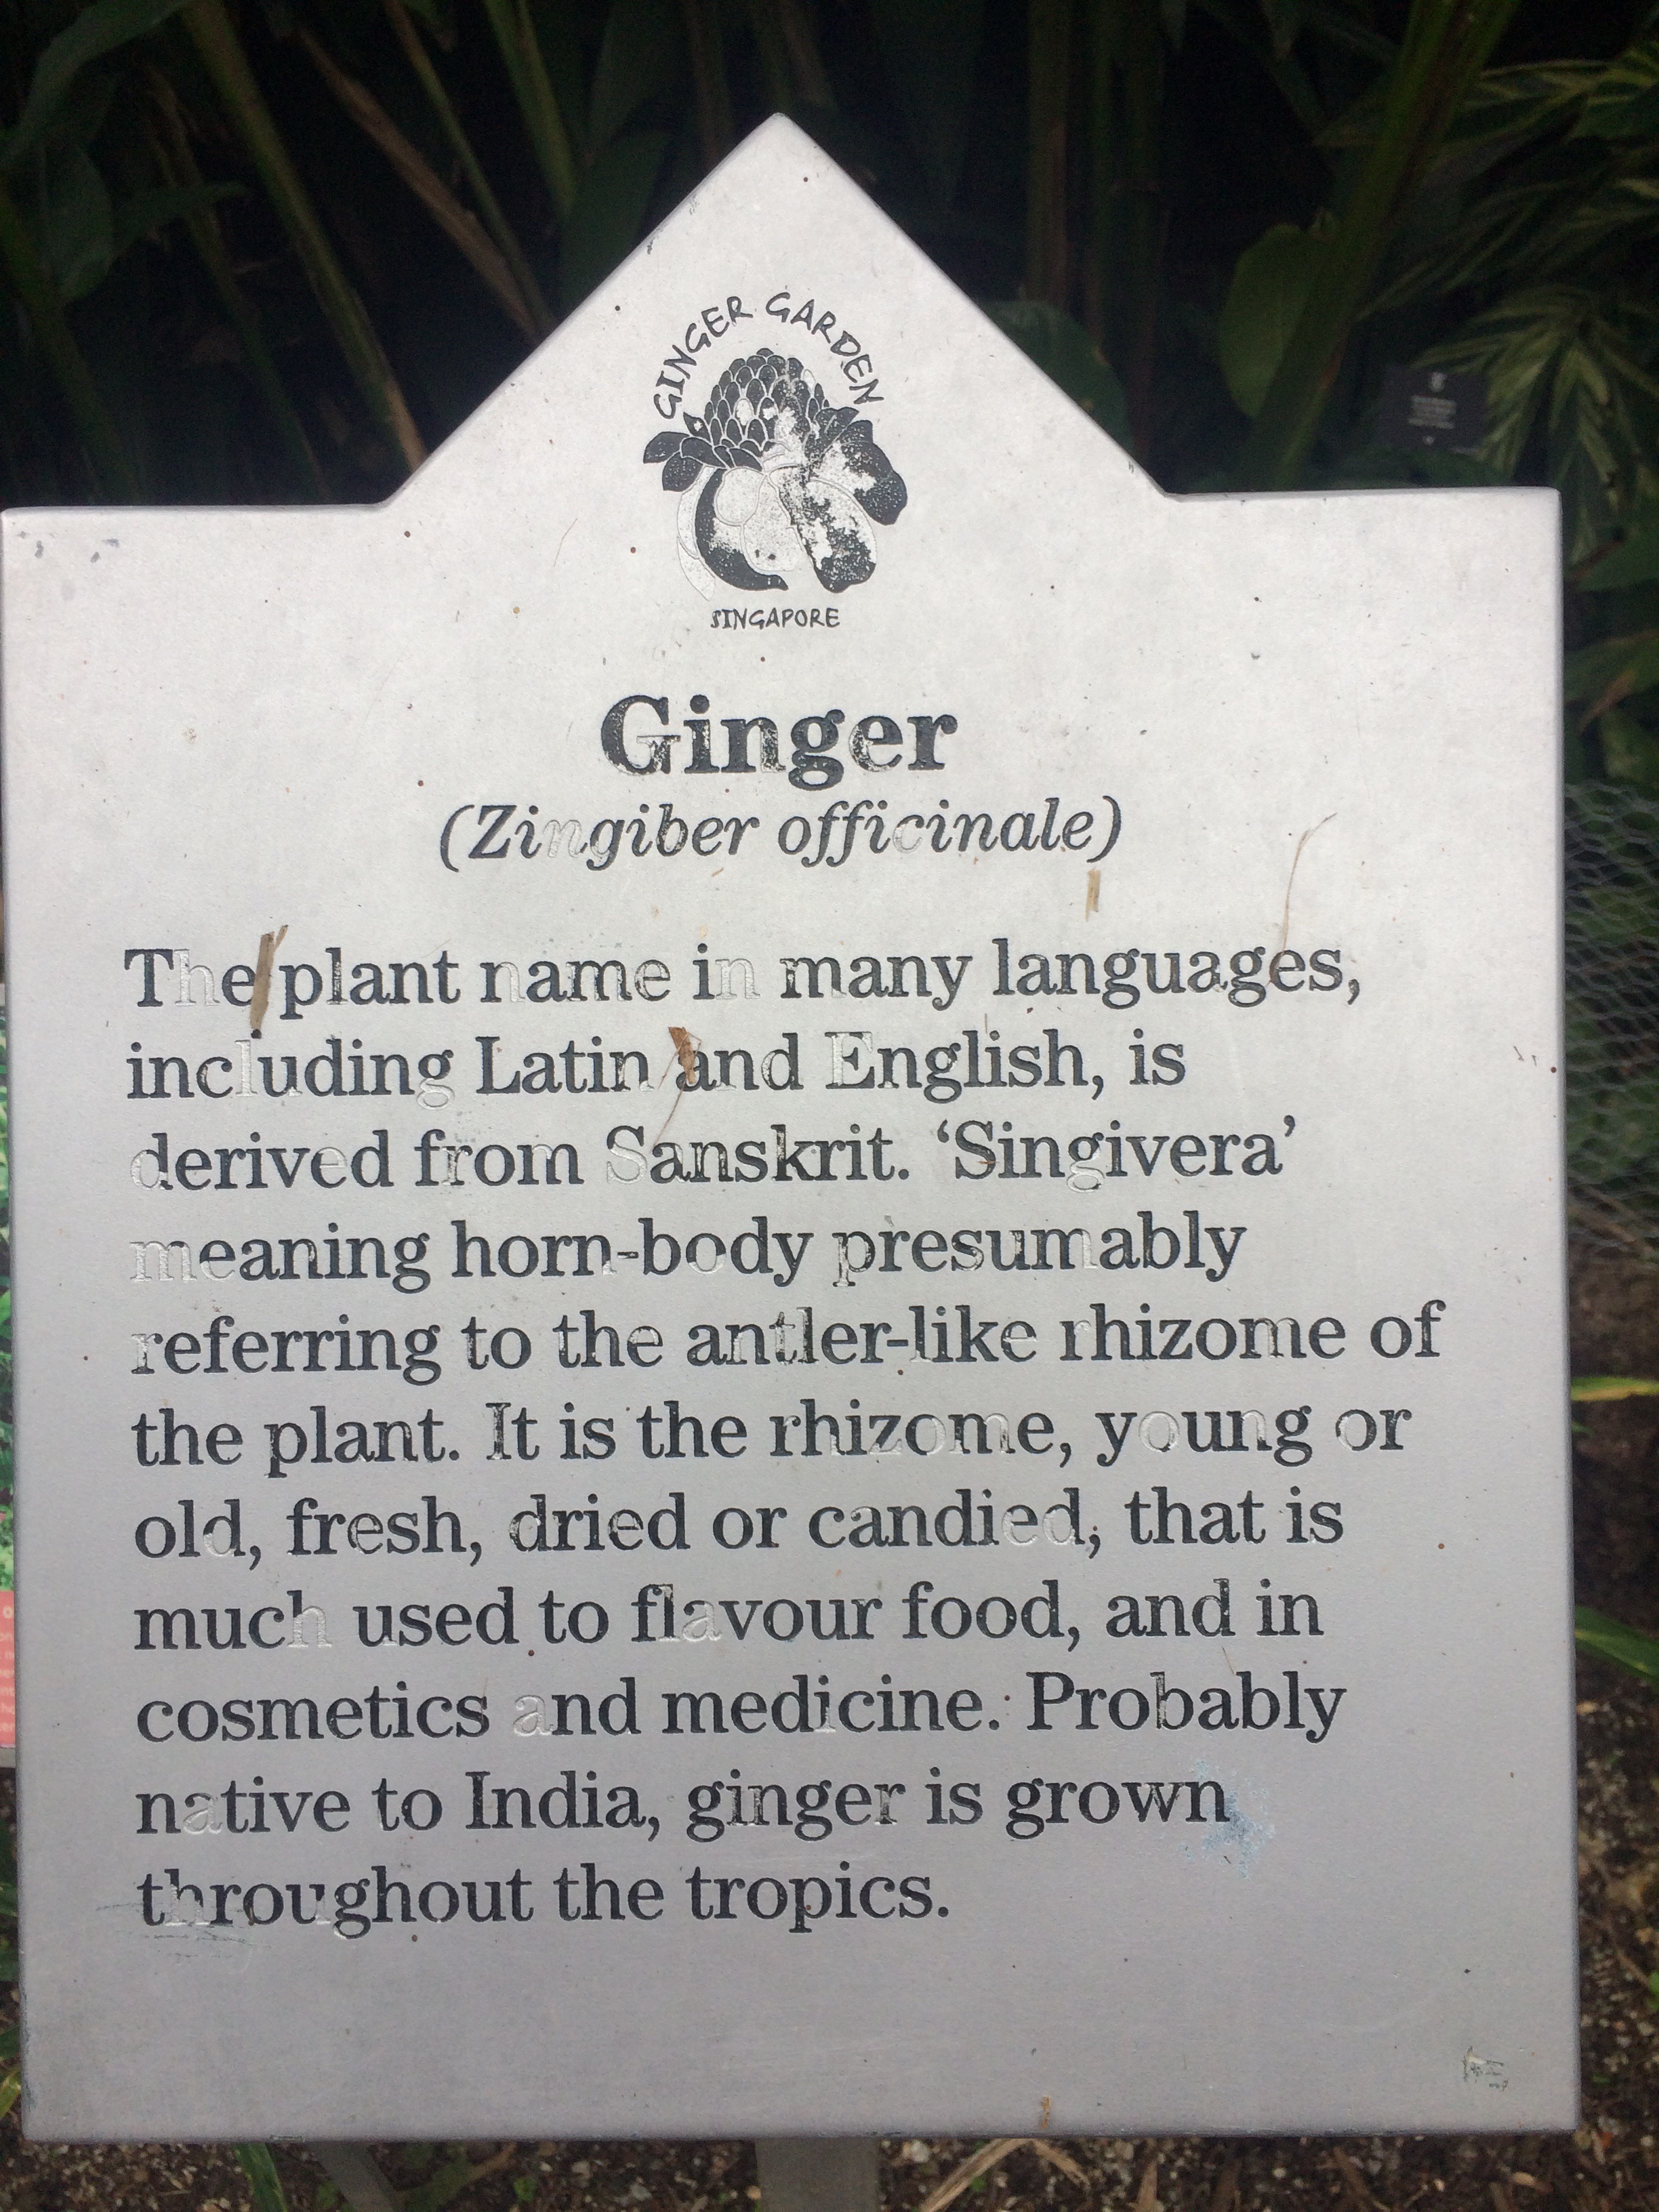 GINGER GARDEN
SINGAPORE
Ginger
(Zingiber officinale)
The plant name in many languages,
including Latin and English, is
derived from Sanskrit. ‘Singivera’
meaning horn-body presumably
referring to the antler-like rhizome of
the plant. It is the rhizome, young or
old, fresh, dried or candied, that is
much used to flavour food, and in
cosmetics and medicine. Probably
native to India, ginger is grown
throughout the tropics.